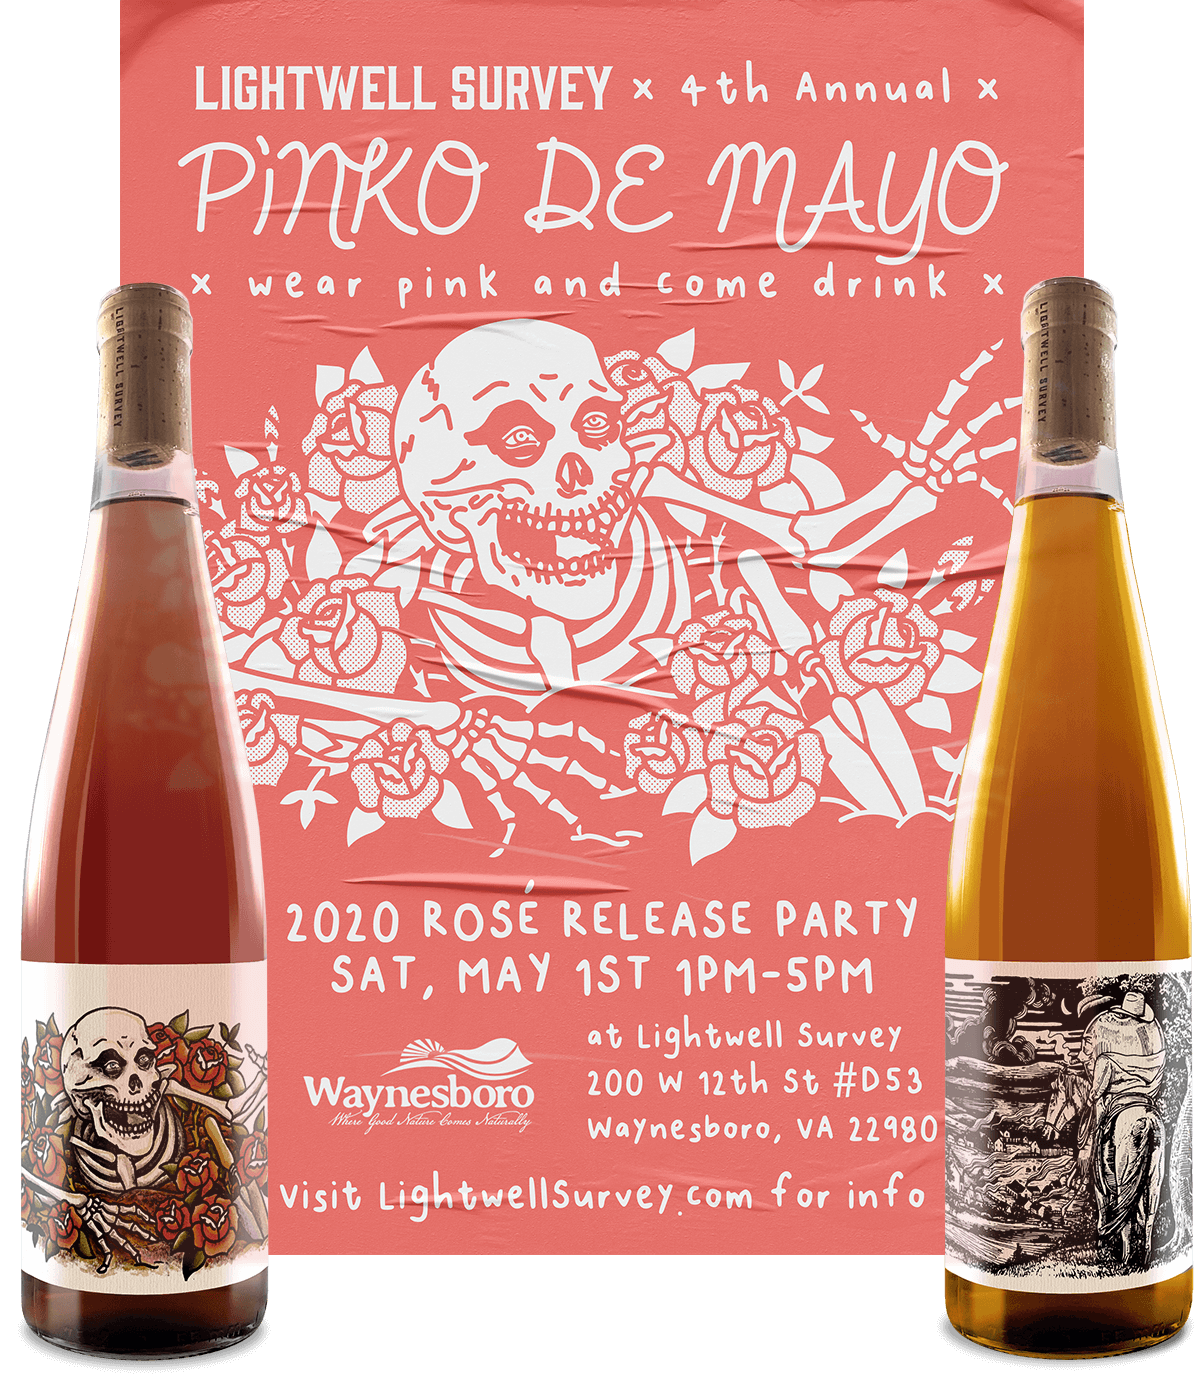 LIGHTWELL SURVEY x 4th Annual x
PiNKO DE MAYO
x wear pink and come drink x
LIGHTWELL SURVEY
LIGHTWELL SURVEY
2020 ROSÉ RELEASE PARTY
SAT, MAY 1ST 1PM-5PM
Waynesboro
Where Good Nature Comes Naturally
at Lightwell Survey
200 W 12th St #D53
Waynesboro, VA 22980
Visit LightwellSurvey.com for info